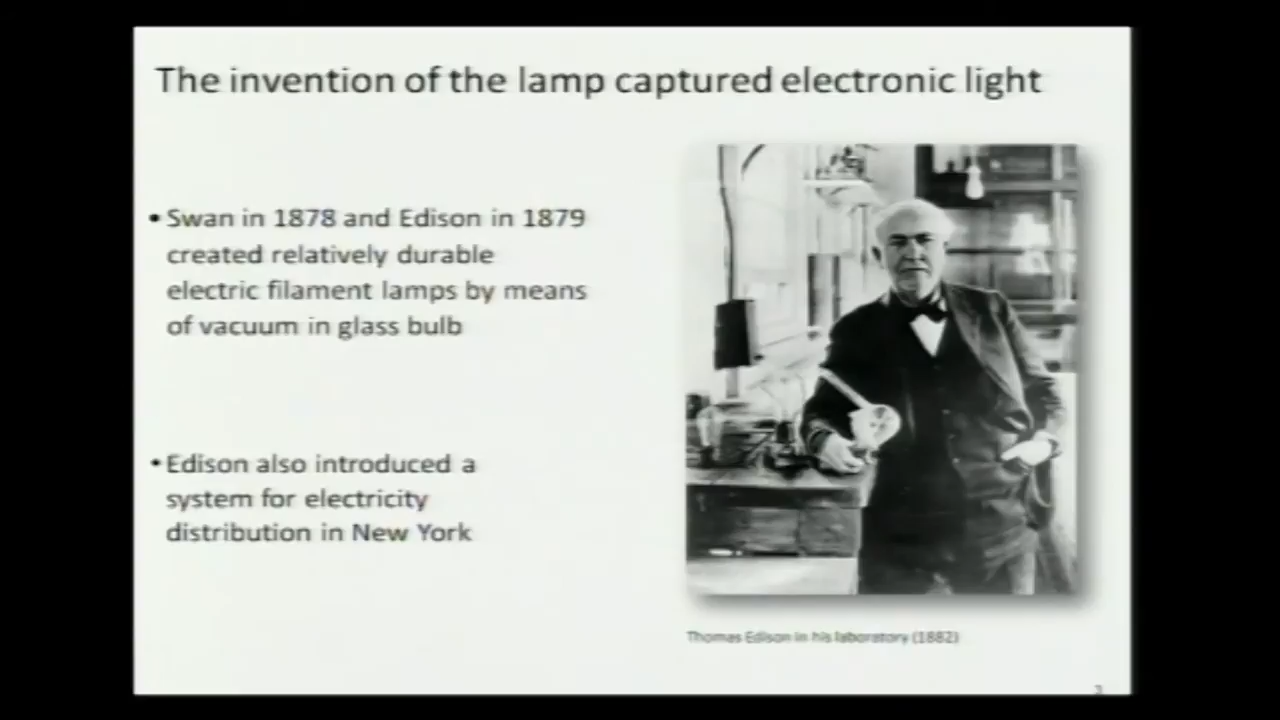 The invention of the lamp captured electronic light
• Swan in 1878 and Edison in 1879
created relatively durable
electric filament lamps by means
of vacuum in glass bulb
• Edison also introduced a
system for electricity
distribution in New York
Thomas Edison in his laboratory (1882)
3